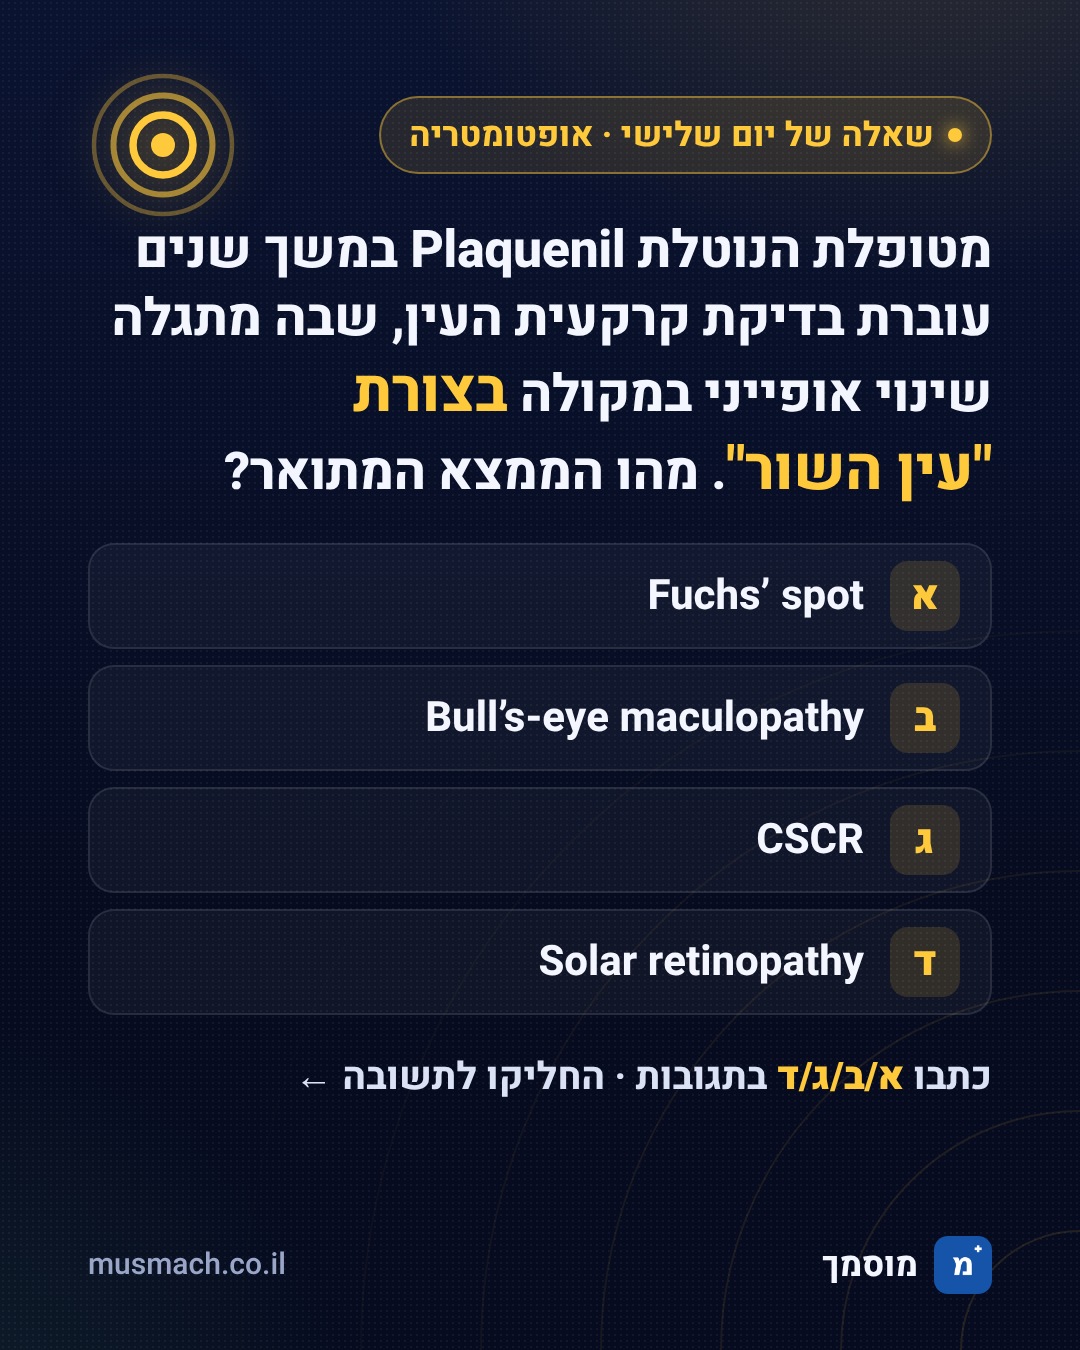 שאלה של יום שלישי · אופטומטריה
מטופלת הנוטלת Plaquenil במשך שנים
עוברת בדיקת קרקעית העין, שבה מתגלה
שינוי אופייני במקולה בצורת
"עין השור". מהו הממצא המתואר?
א Fuchs’ spot
ב Bull’s-eye maculopathy
ג CSCR
ד Solar retinopathy
כתבו א/ב/ג/ד בתגובות · החליקו לתשובה ←
מ מוסמך
musmach.co.il